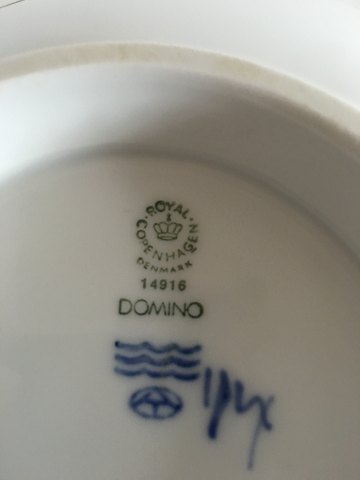 ROYAL COPENHAGEN
DENMARK
14916
DOMINO